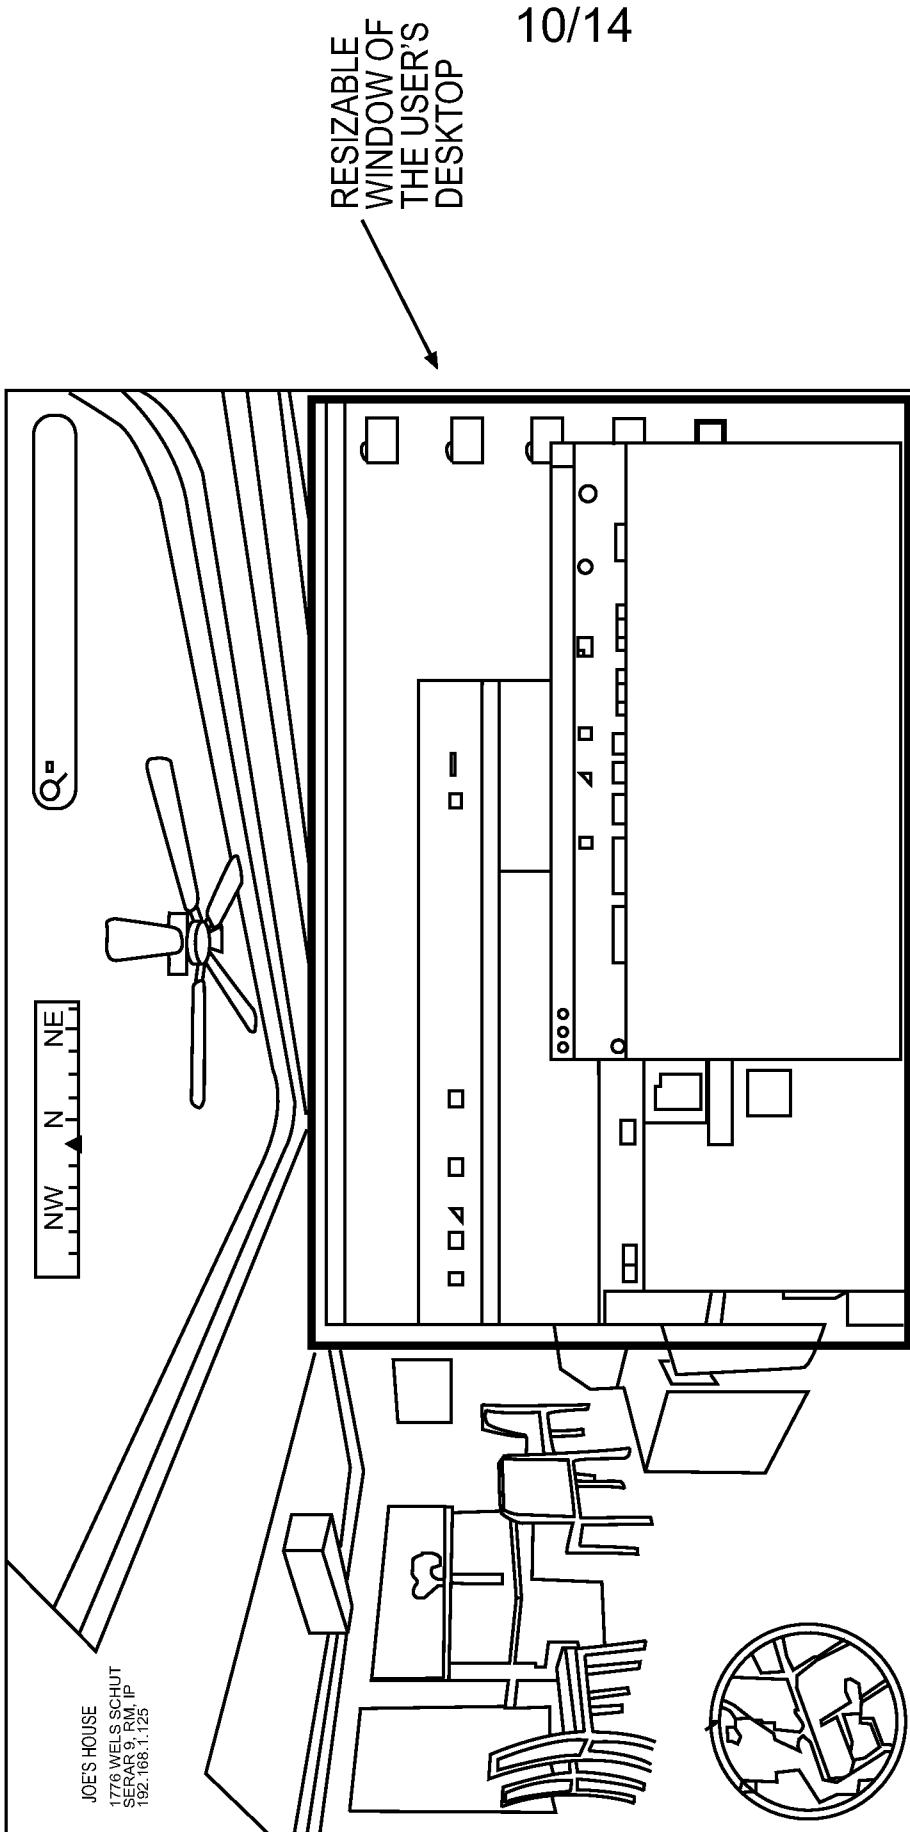 10/14
RESIZABLE
WINDOW OF
THE USER'S
DESKTOP
NW N NE
JOE'S HOUSE
1776 WELS SCHUT
SERAR 9, RM, IP
192.168.1.125